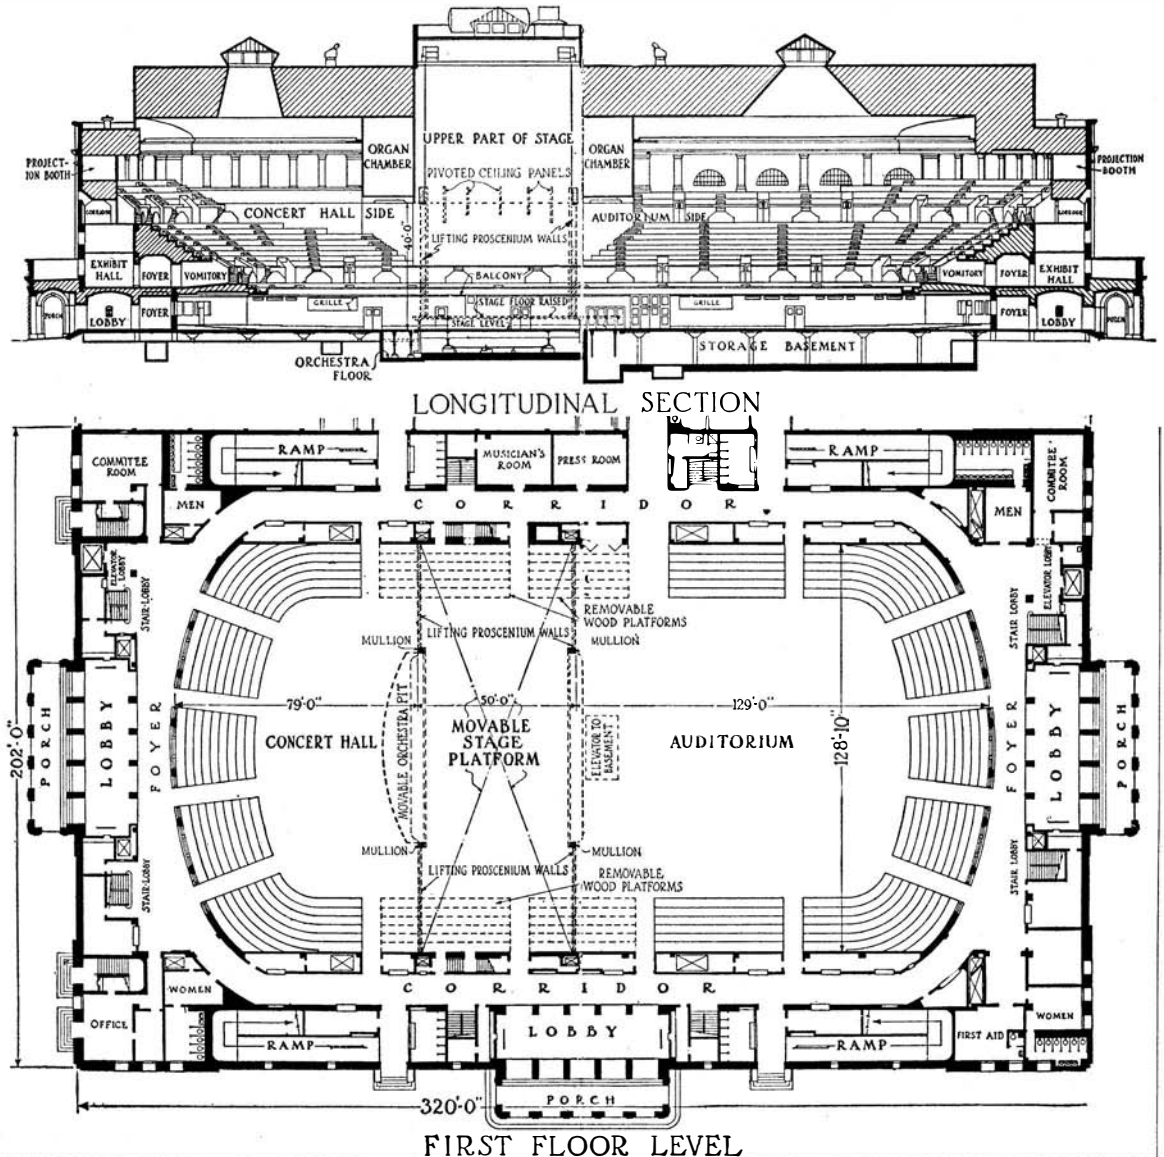 UPPER PART OF STAGE
ORGAN
CHAMBER
ORGAN
CHAMBER
PROJECT-
ION BOOTH
PROJECTION
BOOTH
PIVOTED CEILING PANELS
CORRIDOR
CONCERT HALL SIDE
40'-0"
AUDITORIUM SIDE
LIFTING PROSCENIUM WALLS
EXHIBIT
HALL
FOYER
VOMITORY
BALCONY
VOMITORY
FOYER
EXHIBIT
HALL
PORCH
LOBBY
FOYER
GRILLE
STAGE FLOOR RAISED
STAGE LEVEL
GRILLE
FOYER
LOBBY
PORCH
ORCHESTRA
FLOOR
STORAGE BASEMENT
LONGITUDINAL SECTION
COMMITEE
ROOM
RAMP
MUSICIAN'S
ROOM
PRESS ROOM
RAMP
COMMITTEE
ROOM
MEN
CORRIDOR
MEN
ELEVATOR
LOBBY
STAIR-LOBBY
ELEVATOR LOBBY
STAIR LOBBY
REMOVABLE
WOOD PLATFORMS
LIFTING PROSCENIUM WALLS
MULLION
MULLION
202'-0"
PORCH
LOBBY
FOYER
79'-0"
CONCERT HALL
MOVABLE ORCHESTRA PIT
50'-0"
MOVABLE
STAGE
PLATFORM
ELEVATOR TO
BASEMENT
129'-0"
AUDITORIUM
128'-10"
FOYER
LOBBY
PORCH
MULLION
MULLION
LIFTING PROSCENIUM WALLS
REMOVABLE
WOOD PLATFORMS
STAIR-LOBBY
STAIR LOBBY
WOMEN
CORRIDOR
OFFICE
RAMP
LOBBY
RAMP
FIRST AID
WOMEN
PORCH
320'-0"
FIRST FLOOR LEVEL